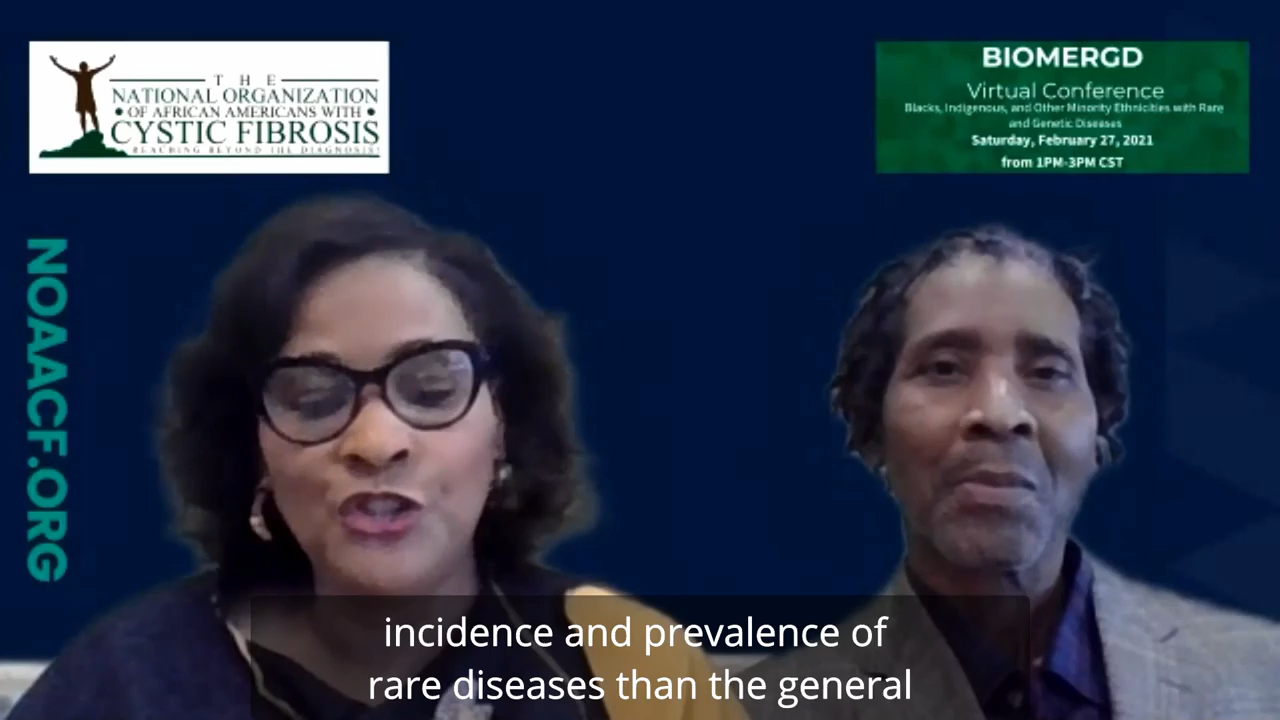 THE
NATIONAL ORGANIZATION
• OF AFRICAN AMERICANS WITH •
CYSTIC FIBROSIS
REACHING BEYOND THE DIAGNOSIS!
BIOMERGD
Virtual Conference
Blacks, Indigenous, and Other Minority Ethnicities with Rare
and Genetic Diseases
Saturday, February 27, 2021
from 1PM-3PM CST
NOAACF.ORG
incidence and prevalence of
rare diseases than the general